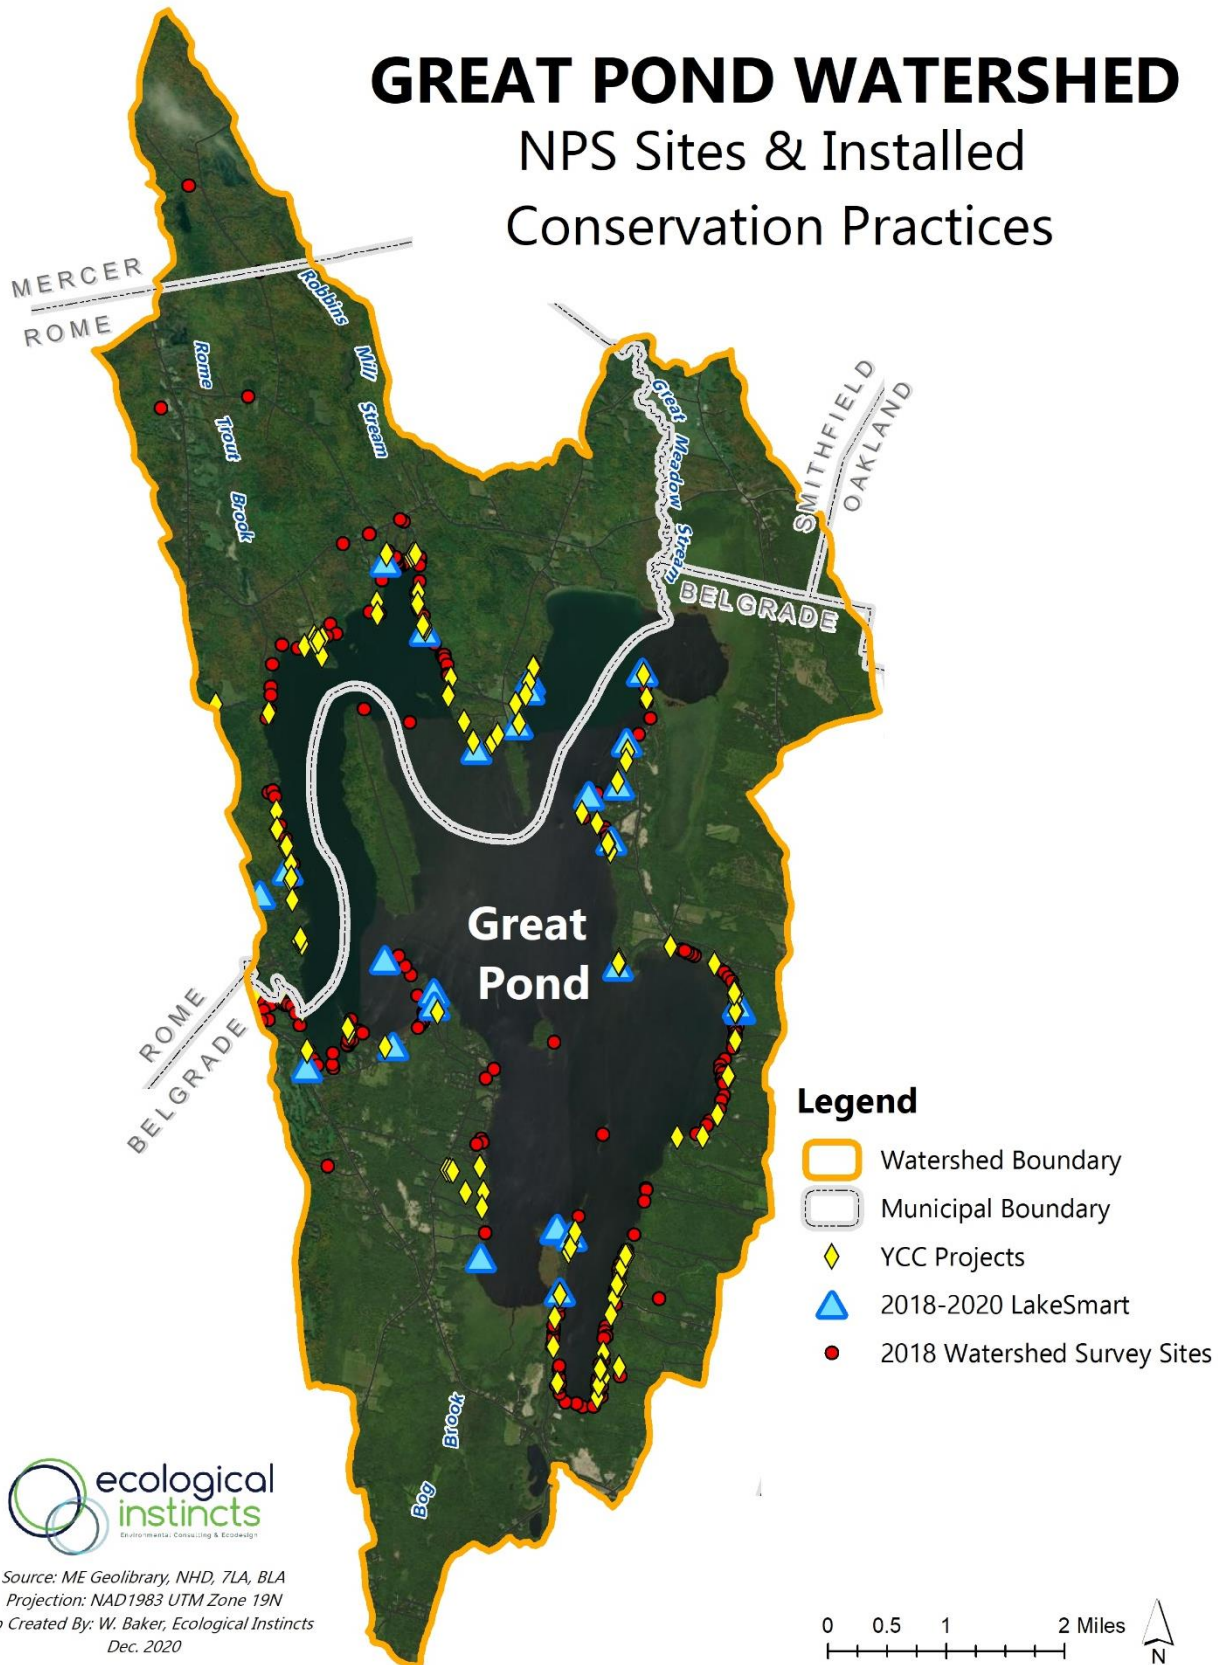 GREAT POND WATERSHED
NPS Sites & Installed
Conservation Practices
MERCER
ROME
Robbins Mill Stream
Rome Trout Brook
Great Meadow Stream
SMITHFIELD
OAKLAND
BELGRADE
Great
Pond
ROME
BELGRADE
Legend
Watershed Boundary
Municipal Boundary
YCC Projects
2018-2020 LakeSmart
2018 Watershed Survey Sites
Bog Brook
ecological
instincts
Environmental Consulting & Ecodesign
Source: ME Geolibrary, NHD, 7LA, BLA
Projection: NAD1983 UTM Zone 19N
Created By: W. Baker, Ecological Instincts
Dec. 2020
0 0.5 1 2 Miles
N